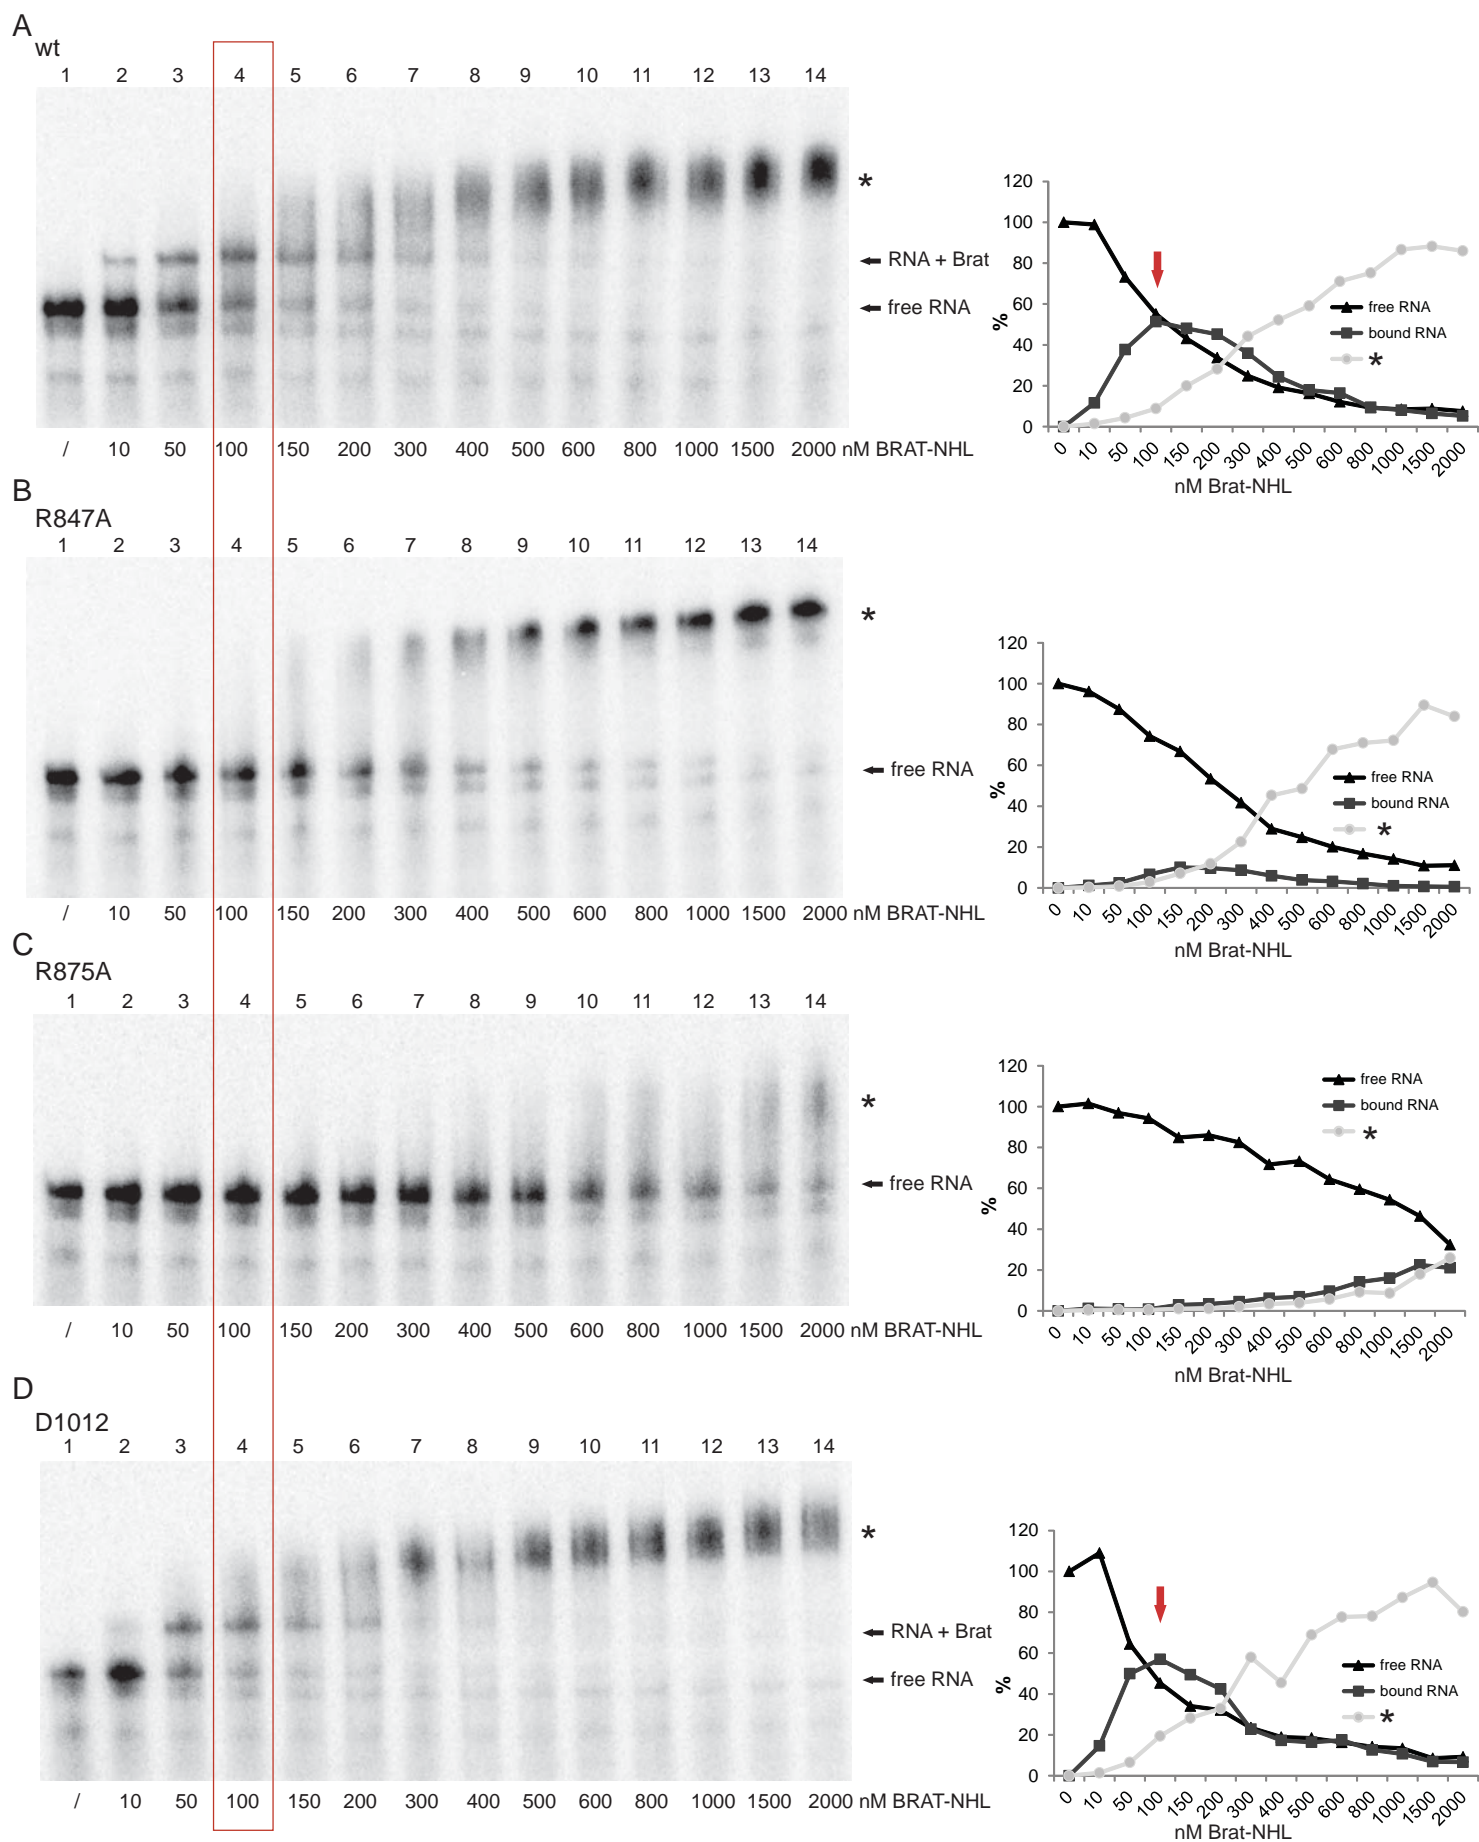 A
wt
1 2 3 4 5 6 7 8 9 10 11 12 13 14
*
RNA + Brat
free RNA
/ 10 50 100 150 200 300 400 500 600 800 1000 1500 2000 nM BRAT-NHL
120
100
80
60
40
20
0
%
free RNA
bound RNA
*
0 10 50 100 150 200 300 400 500 600 800 1000 1500 2000
nM Brat-NHL
B
R847A
1 2 3 4 5 6 7 8 9 10 11 12 13 14
*
free RNA
/ 10 50 100 150 200 300 400 500 600 800 1000 1500 2000 nM BRAT-NHL
120
100
80
60
40
20
0
%
free RNA
bound RNA
*
0 10 50 100 150 200 300 400 500 600 800 1000 1500 2000
nM Brat-NHL
C
R875A
1 2 3 4 5 6 7 8 9 10 11 12 13 14
*
free RNA
/ 10 50 100 150 200 300 400 500 600 800 1000 1500 2000 nM BRAT-NHL
120
100
80
60
40
20
0
%
free RNA
bound RNA
*
0 10 50 100 150 200 300 400 500 600 800 1000 1500 2000
nM Brat-NHL
D
D1012
1 2 3 4 5 6 7 8 9 10 11 12 13 14
*
RNA + Brat
free RNA
/ 10 50 100 150 200 300 400 500 600 800 1000 1500 2000 nM BRAT-NHL
120
100
80
60
40
20
0
%
free RNA
bound RNA
*
0 10 50 100 150 200 300 400 500 600 800 1000 1500 2000
nM Brat-NHL